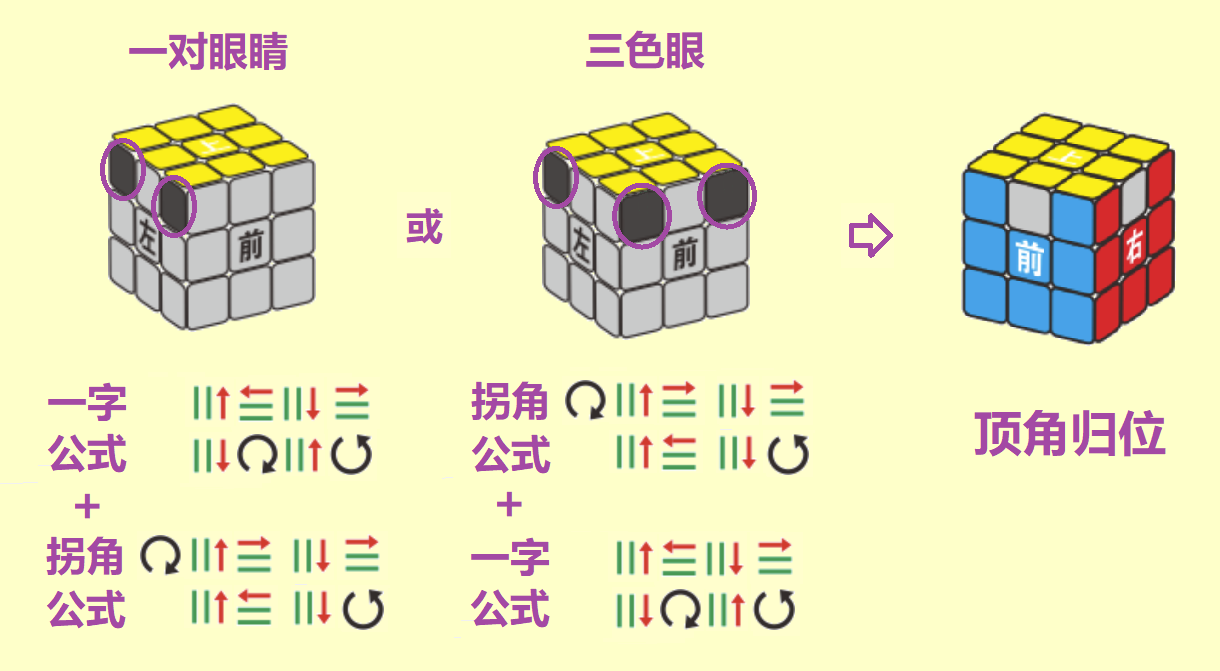 一对眼睛
三色眼
上
左
前
或
上
左
前
上
前
右
一字
公式
+
拐角
公式
拐角
公式
+
一字
公式
顶角归位